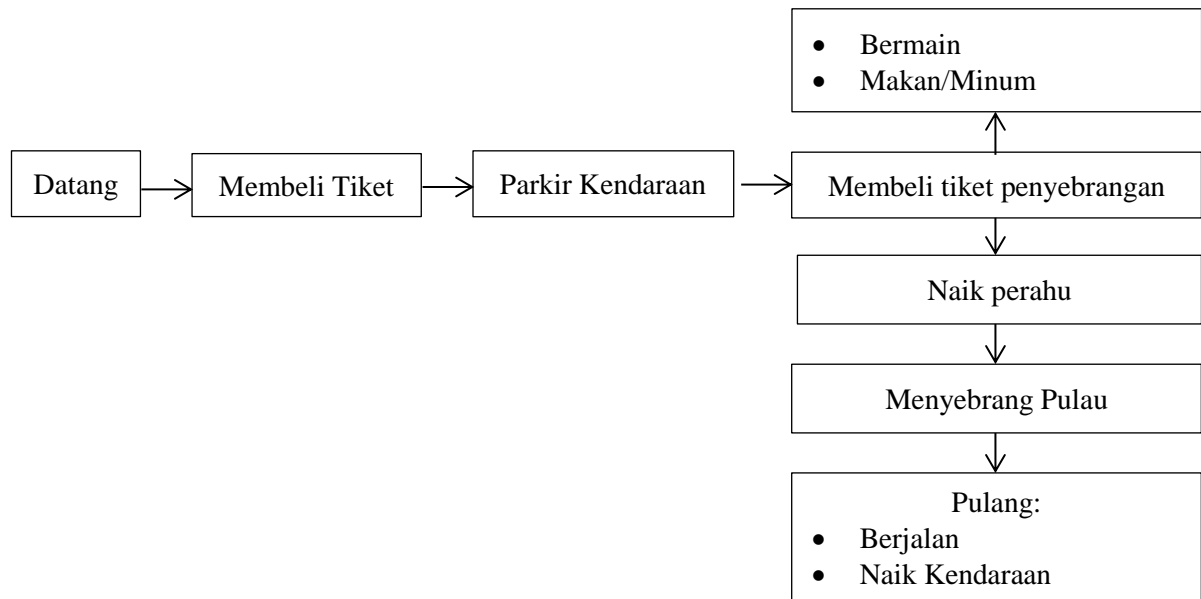 • Bermain
• Makan/Minum
Datang
Membeli Tiket
Parkir Kendaraan
Membeli tiket penyebrangan
Naik perahu
Menyebrang Pulau
Pulang:
• Berjalan
• Naik Kendaraan